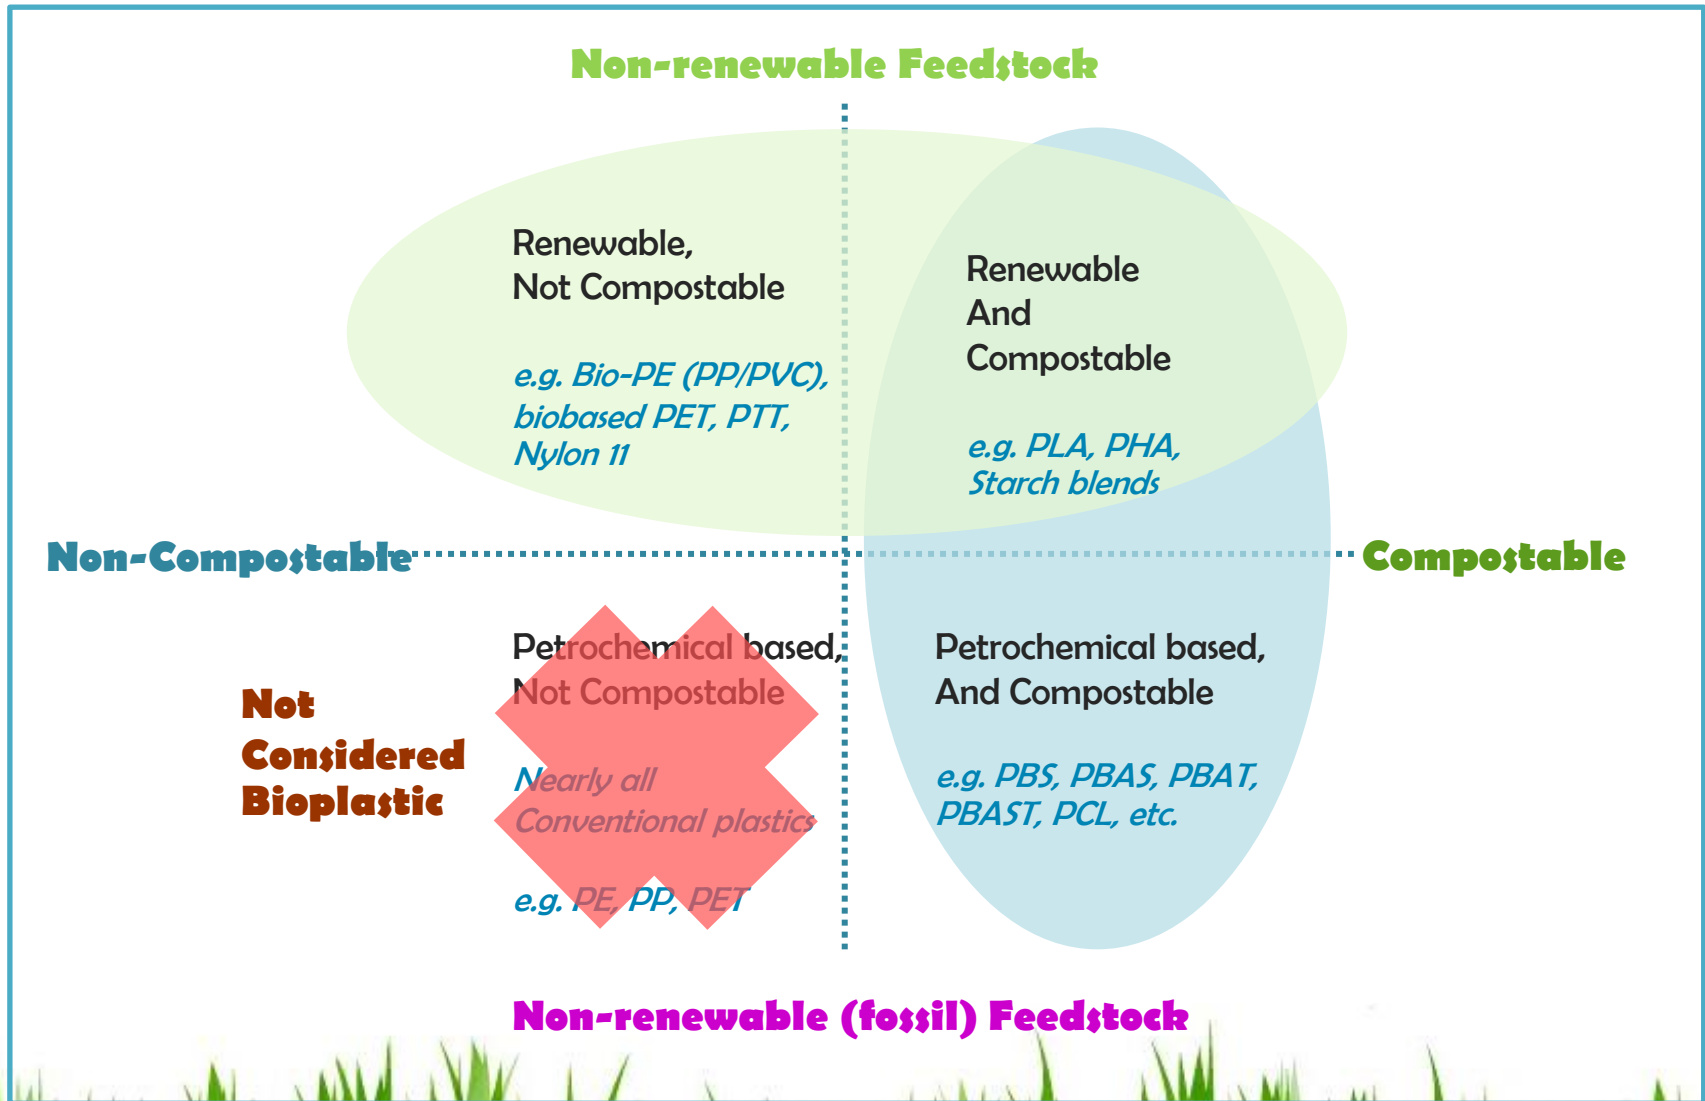 Non-renewable Feedstock
Renewable,
Not Compostable
e.g. Bio-PE (PP/PVC),
biobased PET, PTT,
Nylon 11
Renewable
And
Compostable
e.g. PLA, PHA,
Starch blends
Non-Compostable
Compostable
Not
Considered
Bioplastic
Petrochemical based,
Not Compostable
Nearly all
Conventional plastics
e.g. PE, PP, PET
Petrochemical based,
And Compostable
e.g. PBS, PBAS, PBAT,
PBAST, PCL, etc.
Non-renewable (fossil) Feedstock